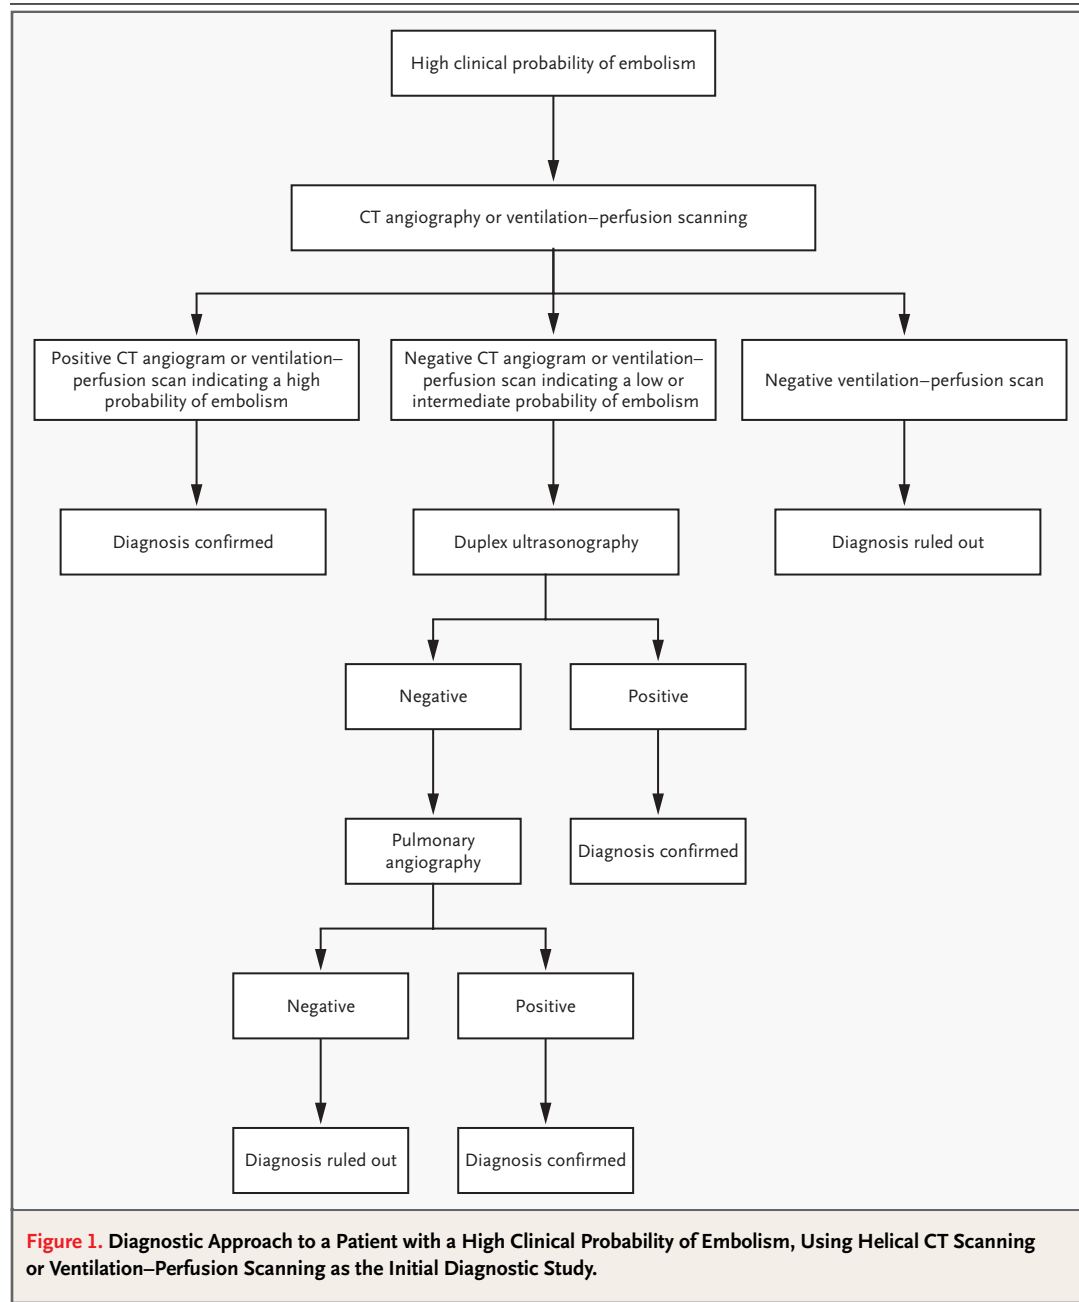 High clinical probability of embolism
CT angiography or ventilation–perfusion scanning
Positive CT angiogram or ventilation–
perfusion scan indicating a high
probability of embolism
Negative CT angiogram or ventilation–
perfusion scan indicating a low or
intermediate probability of embolism
Negative ventilation–perfusion scan
Diagnosis confirmed
Duplex ultrasonography
Diagnosis ruled out
Negative
Positive
Pulmonary
angiography
Diagnosis confirmed
Negative
Positive
Diagnosis ruled out
Diagnosis confirmed
Figure 1. Diagnostic Approach to a Patient with a High Clinical Probability of Embolism, Using Helical CT Scanning
or Ventilation–Perfusion Scanning as the Initial Diagnostic Study.